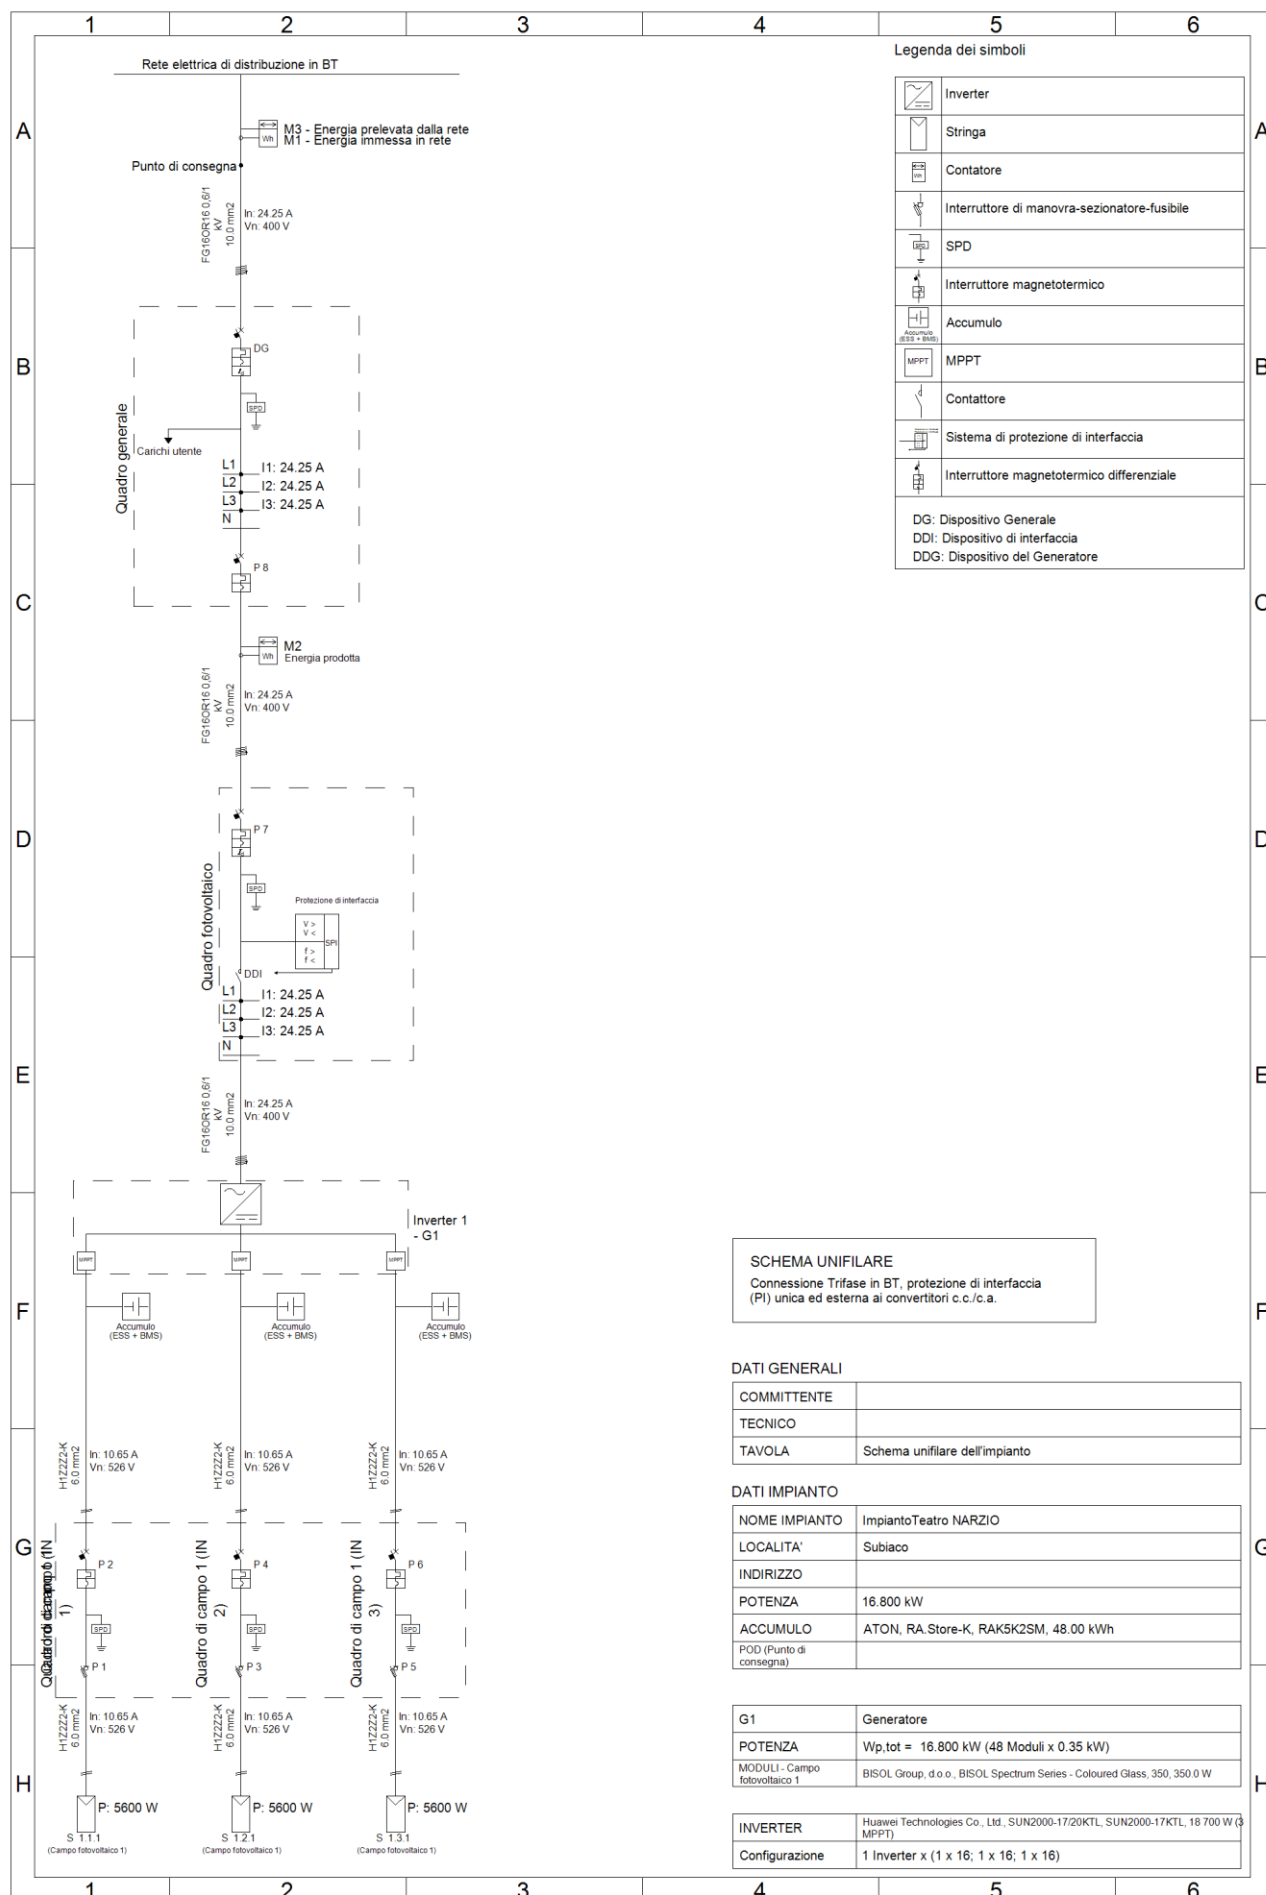 1 2 3 4 5 6
Rete elettrica di distribuzione in BT
A
Wh
M3 - Energia prelevata dalla rete
M1 - Energia immessa in rete
Punto di consegna
FG16OR16 0,6/1
kV
10.0 mm2
In: 24.25 A
Vn: 400 V
B
Quadro generale
DG
Id
SPD
Carichi utente
L1 I1: 24.25 A
L2 I2: 24.25 A
L3 I3: 24.25 A
N
P 8
C
Wh
M2
Energia prodotta
FG16OR16 0,6/1
kV
10.0 mm2
In: 24.25 A
Vn: 400 V
D
Quadro fotovoltaico
P 7
Id
SPD
Protezione di interfaccia
V >
V <
f >
f <
SPI
DDI
L1 I1: 24.25 A
L2 I2: 24.25 A
L3 I3: 24.25 A
N
E
FG16OR16 0,6/1
kV
10.0 mm2
In: 24.25 A
Vn: 400 V
Inverter 1
- G1
MPPT MPPT MPPT
F
Accumulo
(ESS + BMS)
Accumulo
(ESS + BMS)
Accumulo
(ESS + BMS)
H1Z2Z2-K
6.0 mm2
In: 10.65 A
Vn: 526 V
H1Z2Z2-K
6.0 mm2
In: 10.65 A
Vn: 526 V
H1Z2Z2-K
6.0 mm2
In: 10.65 A
Vn: 526 V
G
Quadro di campo 1 (IN
1)
P 2
SPD
P 1
Quadro di campo 1 (IN
2)
P 4
SPD
P 3
Quadro di campo 1 (IN
3)
P 6
SPD
P 5
H1Z2Z2-K
6.0 mm2
In: 10.65 A
Vn: 526 V
H1Z2Z2-K
6.0 mm2
In: 10.65 A
Vn: 526 V
H1Z2Z2-K
6.0 mm2
In: 10.65 A
Vn: 526 V
H
P: 5600 W
S 1.1.1
(Campo fotovoltaico 1)
P: 5600 W
S 1.2.1
(Campo fotovoltaico 1)
P: 5600 W
S 1.3.1
(Campo fotovoltaico 1)
Legenda dei simboli
Inverter
Stringa
Wh Contatore
Interruttore di manovra-sezionatore-fusibile
SPD SPD
Interruttore magnetotermico
Accumulo
(ESS + BMS)
Accumulo
MPPT MPPT
Contattore
Sistema di protezione di interfaccia
Interruttore magnetotermico differenziale
DG: Dispositivo Generale
DDI: Dispositivo di interfaccia
DDG: Dispositivo del Generatore
A
B
C
D
E
F
G
H
SCHEMA UNIFILARE
Connessione Trifase in BT, protezione di interfaccia
(PI) unica ed esterna ai convertitori c.c./c.a.
DATI GENERALI
COMMITTENTE
TECNICO
TAVOLA Schema unifilare dell'impianto
DATI IMPIANTO
NOME IMPIANTO ImpiantoTeatro NARZIO
LOCALITA' Subiaco
INDIRIZZO
POTENZA 16.800 kW
ACCUMULO ATON, RA.Store-K, RAK5K2SM, 48.00 kWh
POD (Punto di
consegna)
G1 Generatore
POTENZA Wp,tot = 16.800 kW (48 Moduli x 0.35 kW)
MODULI - Campo
fotovoltaico 1
BISOL Group, d.o.o., BISOL Spectrum Series - Coloured Glass, 350, 350.0 W
INVERTER
Huawei Technologies Co., Ltd., SUN2000-17/20KTL, SUN2000-17KTL, 18 700 W (3
MPPT)
Configurazione 1 Inverter x (1 x 16; 1 x 16; 1 x 16)
1 2 3 4 5 6